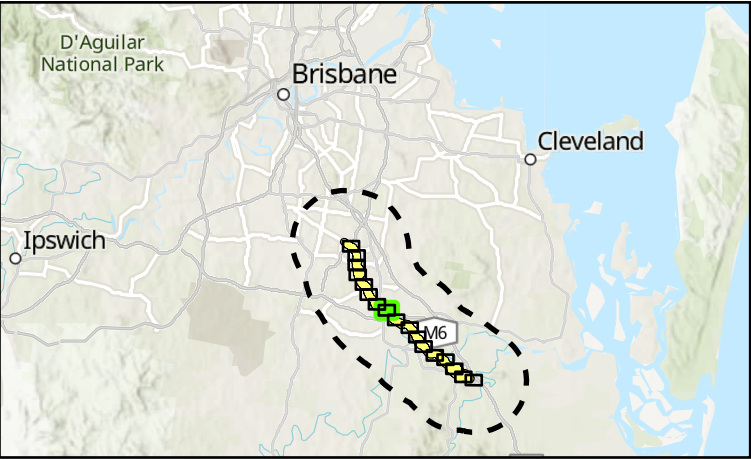 D'Aguilar
National Park
Brisbane
Cleveland
Ipswich
M6